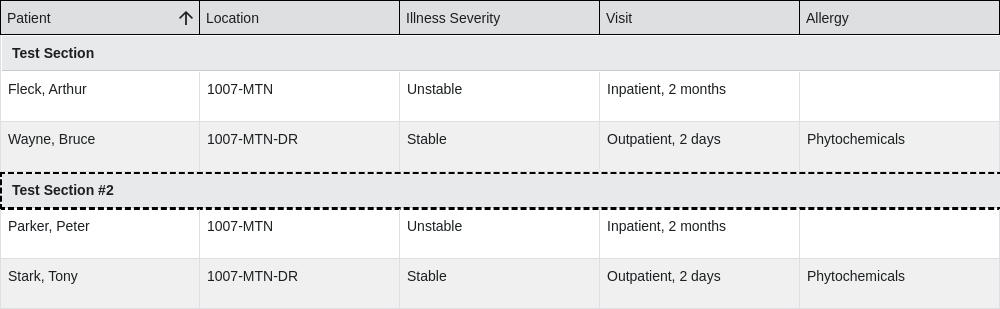 Patient Location Illness Severity Visit Allergy
Test Section
Fleck, Arthur 1007-MTN Unstable Inpatient, 2 months
Wayne, Bruce 1007-MTN-DR Stable Outpatient, 2 days Phytochemicals
Test Section #2
Parker, Peter 1007-MTN Unstable Inpatient, 2 months
Stark, Tony 1007-MTN-DR Stable Outpatient, 2 days Phytochemicals